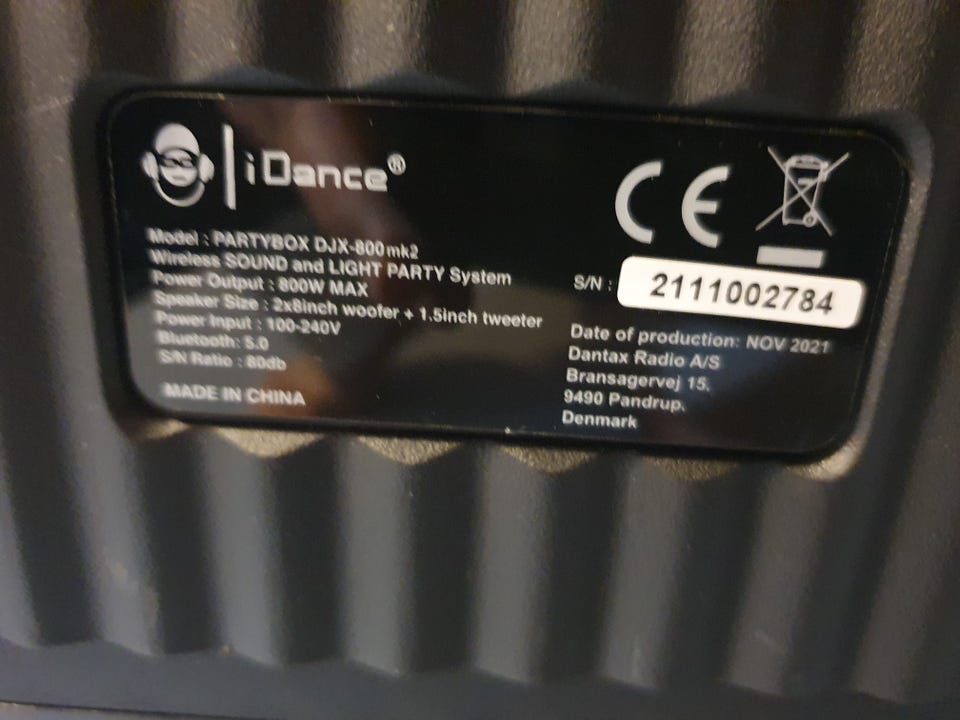 iDance®
Model : PARTYBOX DJX-800mk2
Wireless SOUND and LIGHT PARTY System
Power Output : 800W MAX
Speaker Size : 2x8inch woofer + 1.5inch tweeter
Power Input : 100-240V
Bluetooth: 5.0
S/N Ratio : 80db
MADE IN CHINA
CE
S/N : 2111002784
Date of production: NOV 2021
Dantax Radio A/S
Bransagervej 15,
9490 Pandrup,
Denmark